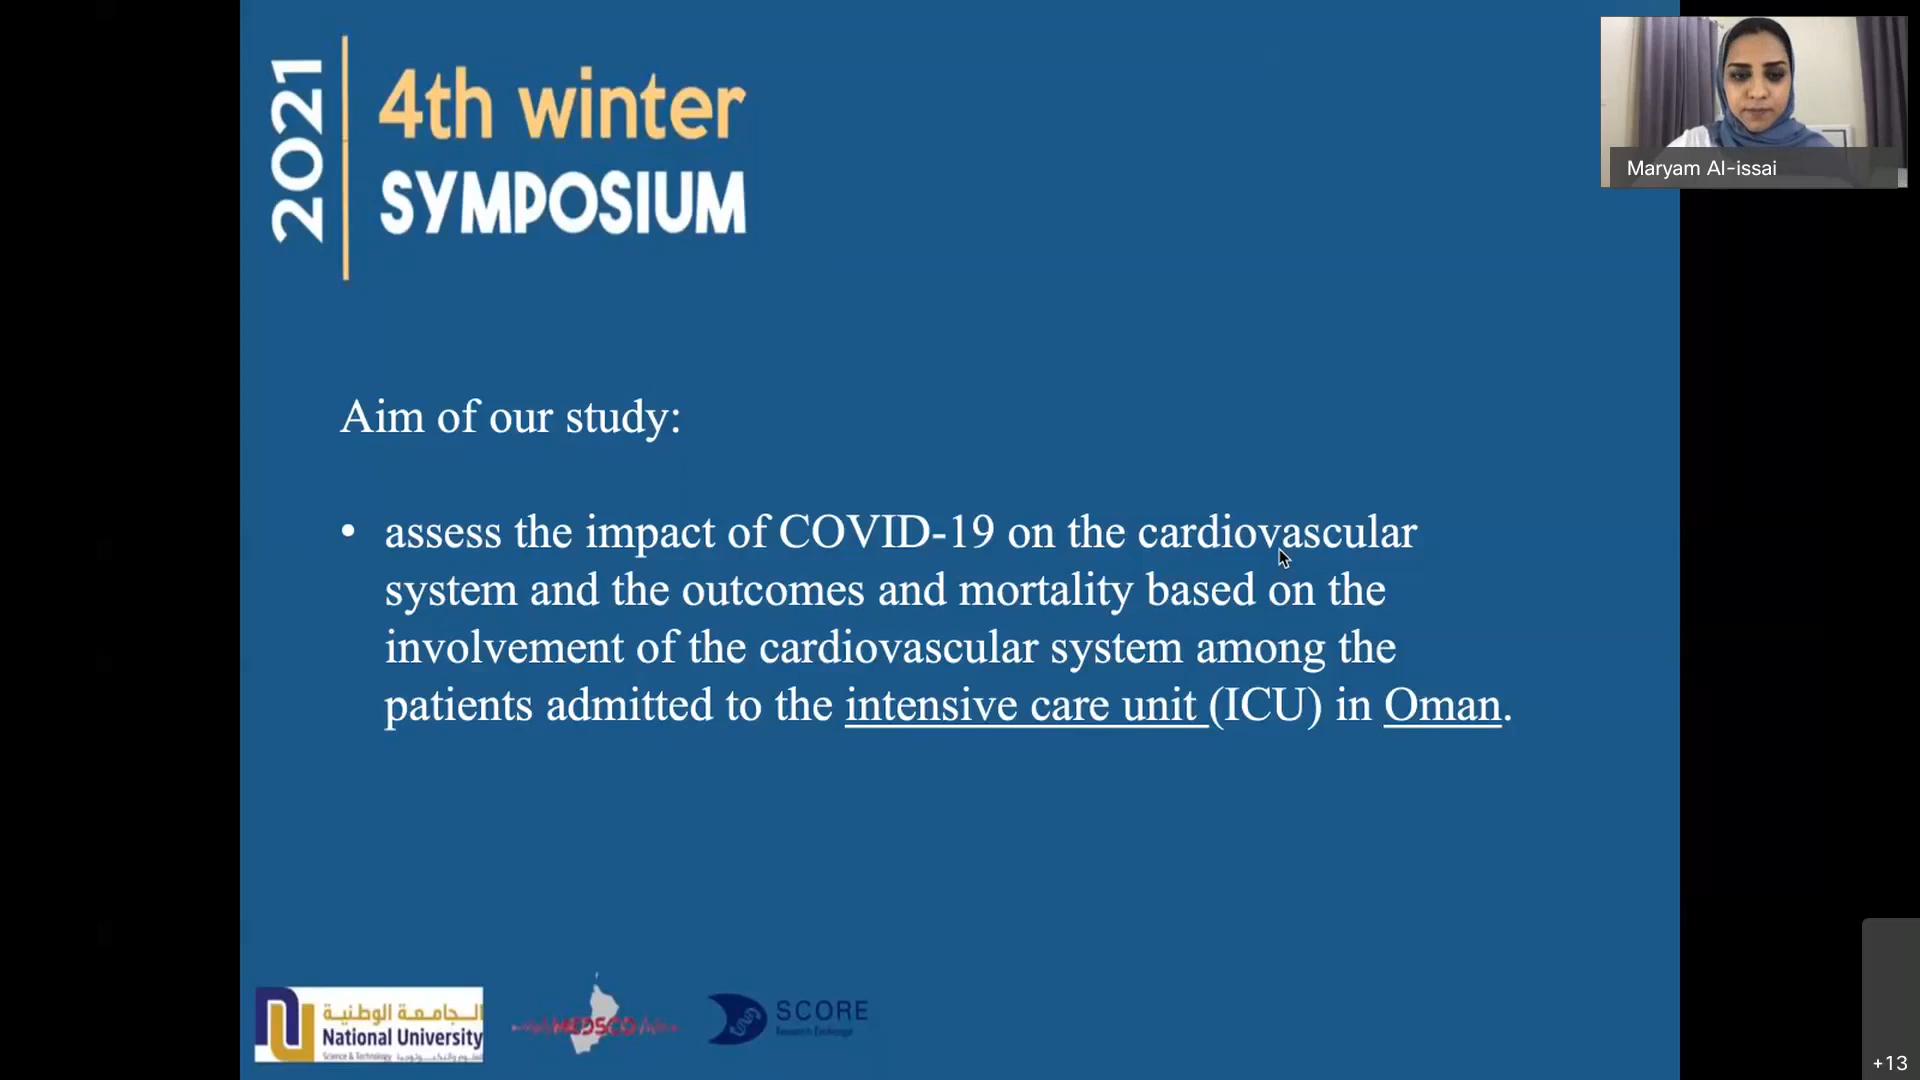 2021
4th winter
SYMPOSIUM
Maryam Al-issai
Aim of our study:
• assess the impact of COVID-19 on the cardiovascular
system and the outcomes and mortality based on the
involvement of the cardiovascular system among the
patients admitted to the intensive care unit (ICU) in Oman.
الجامعة الوطنية
National University
Science & Technology
MEDSCO
SCORE
Research Exchange
+13